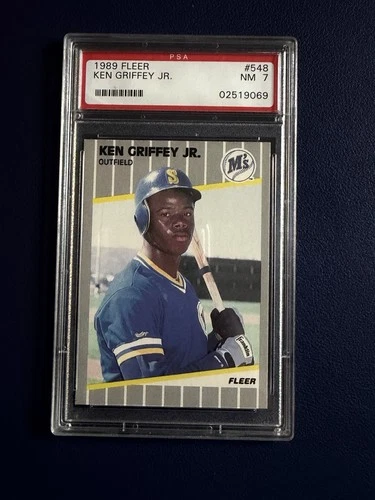 PSA
1989 FLEER #548
KEN GRIFFEY JR. NM 7
02519069
KEN GRIFFEY JR.
OUTFIELD
M's
S
FLEER